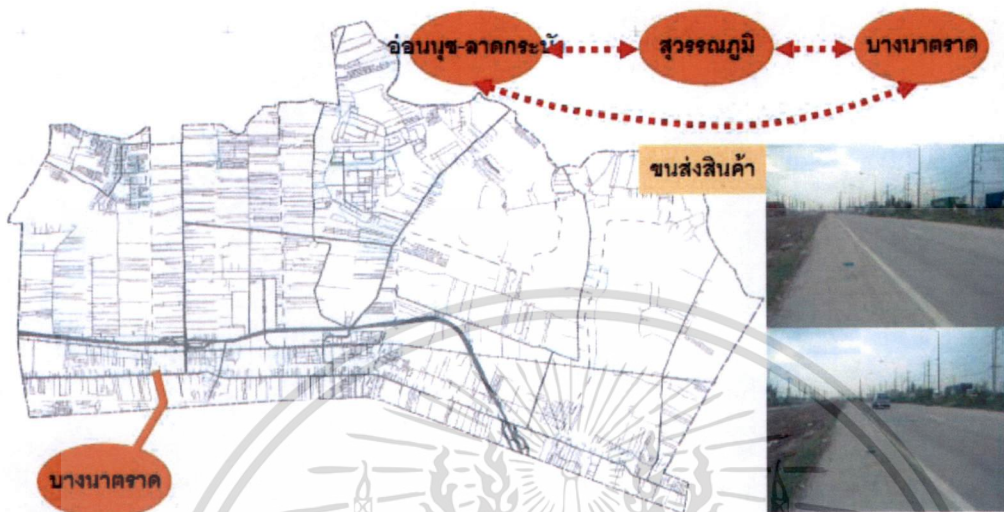 อ่อนนุช-ลาดกระบัง
สุวรรณภูมิ
บางนาตราด
ขนส่งสินค้า
บางนาตราด